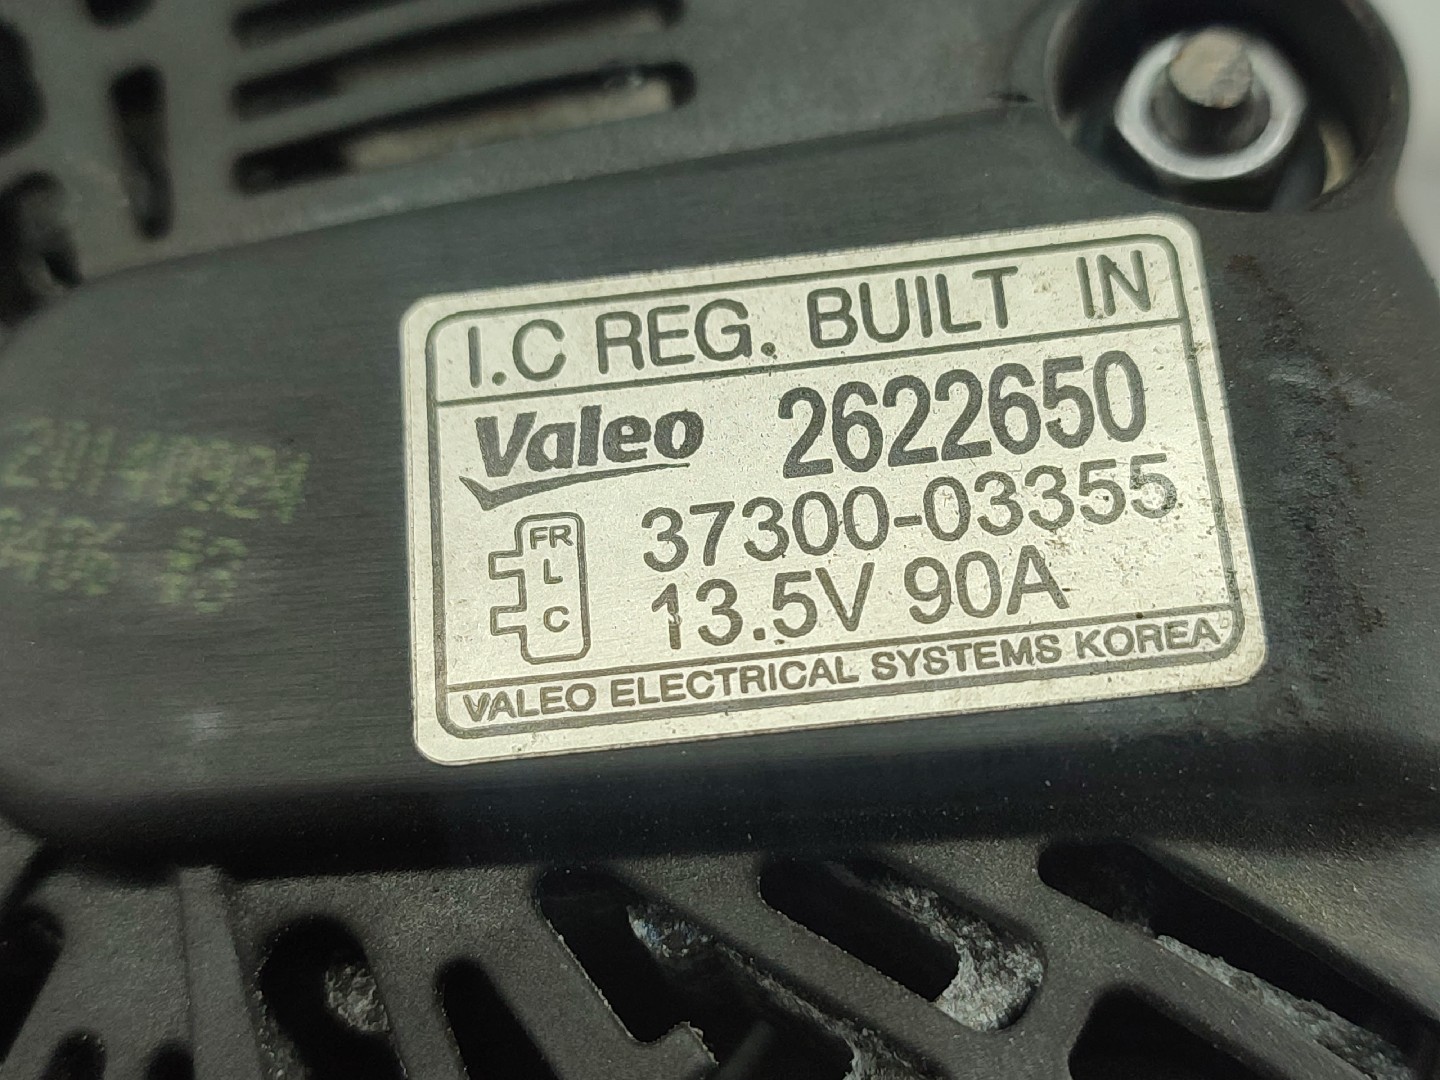 I.C REG. BUILT IN
Valeo 2622650
37300-03355
13.5V 90A
FR
L
C
VALEO ELECTRICAL SYSTEMS KOREA